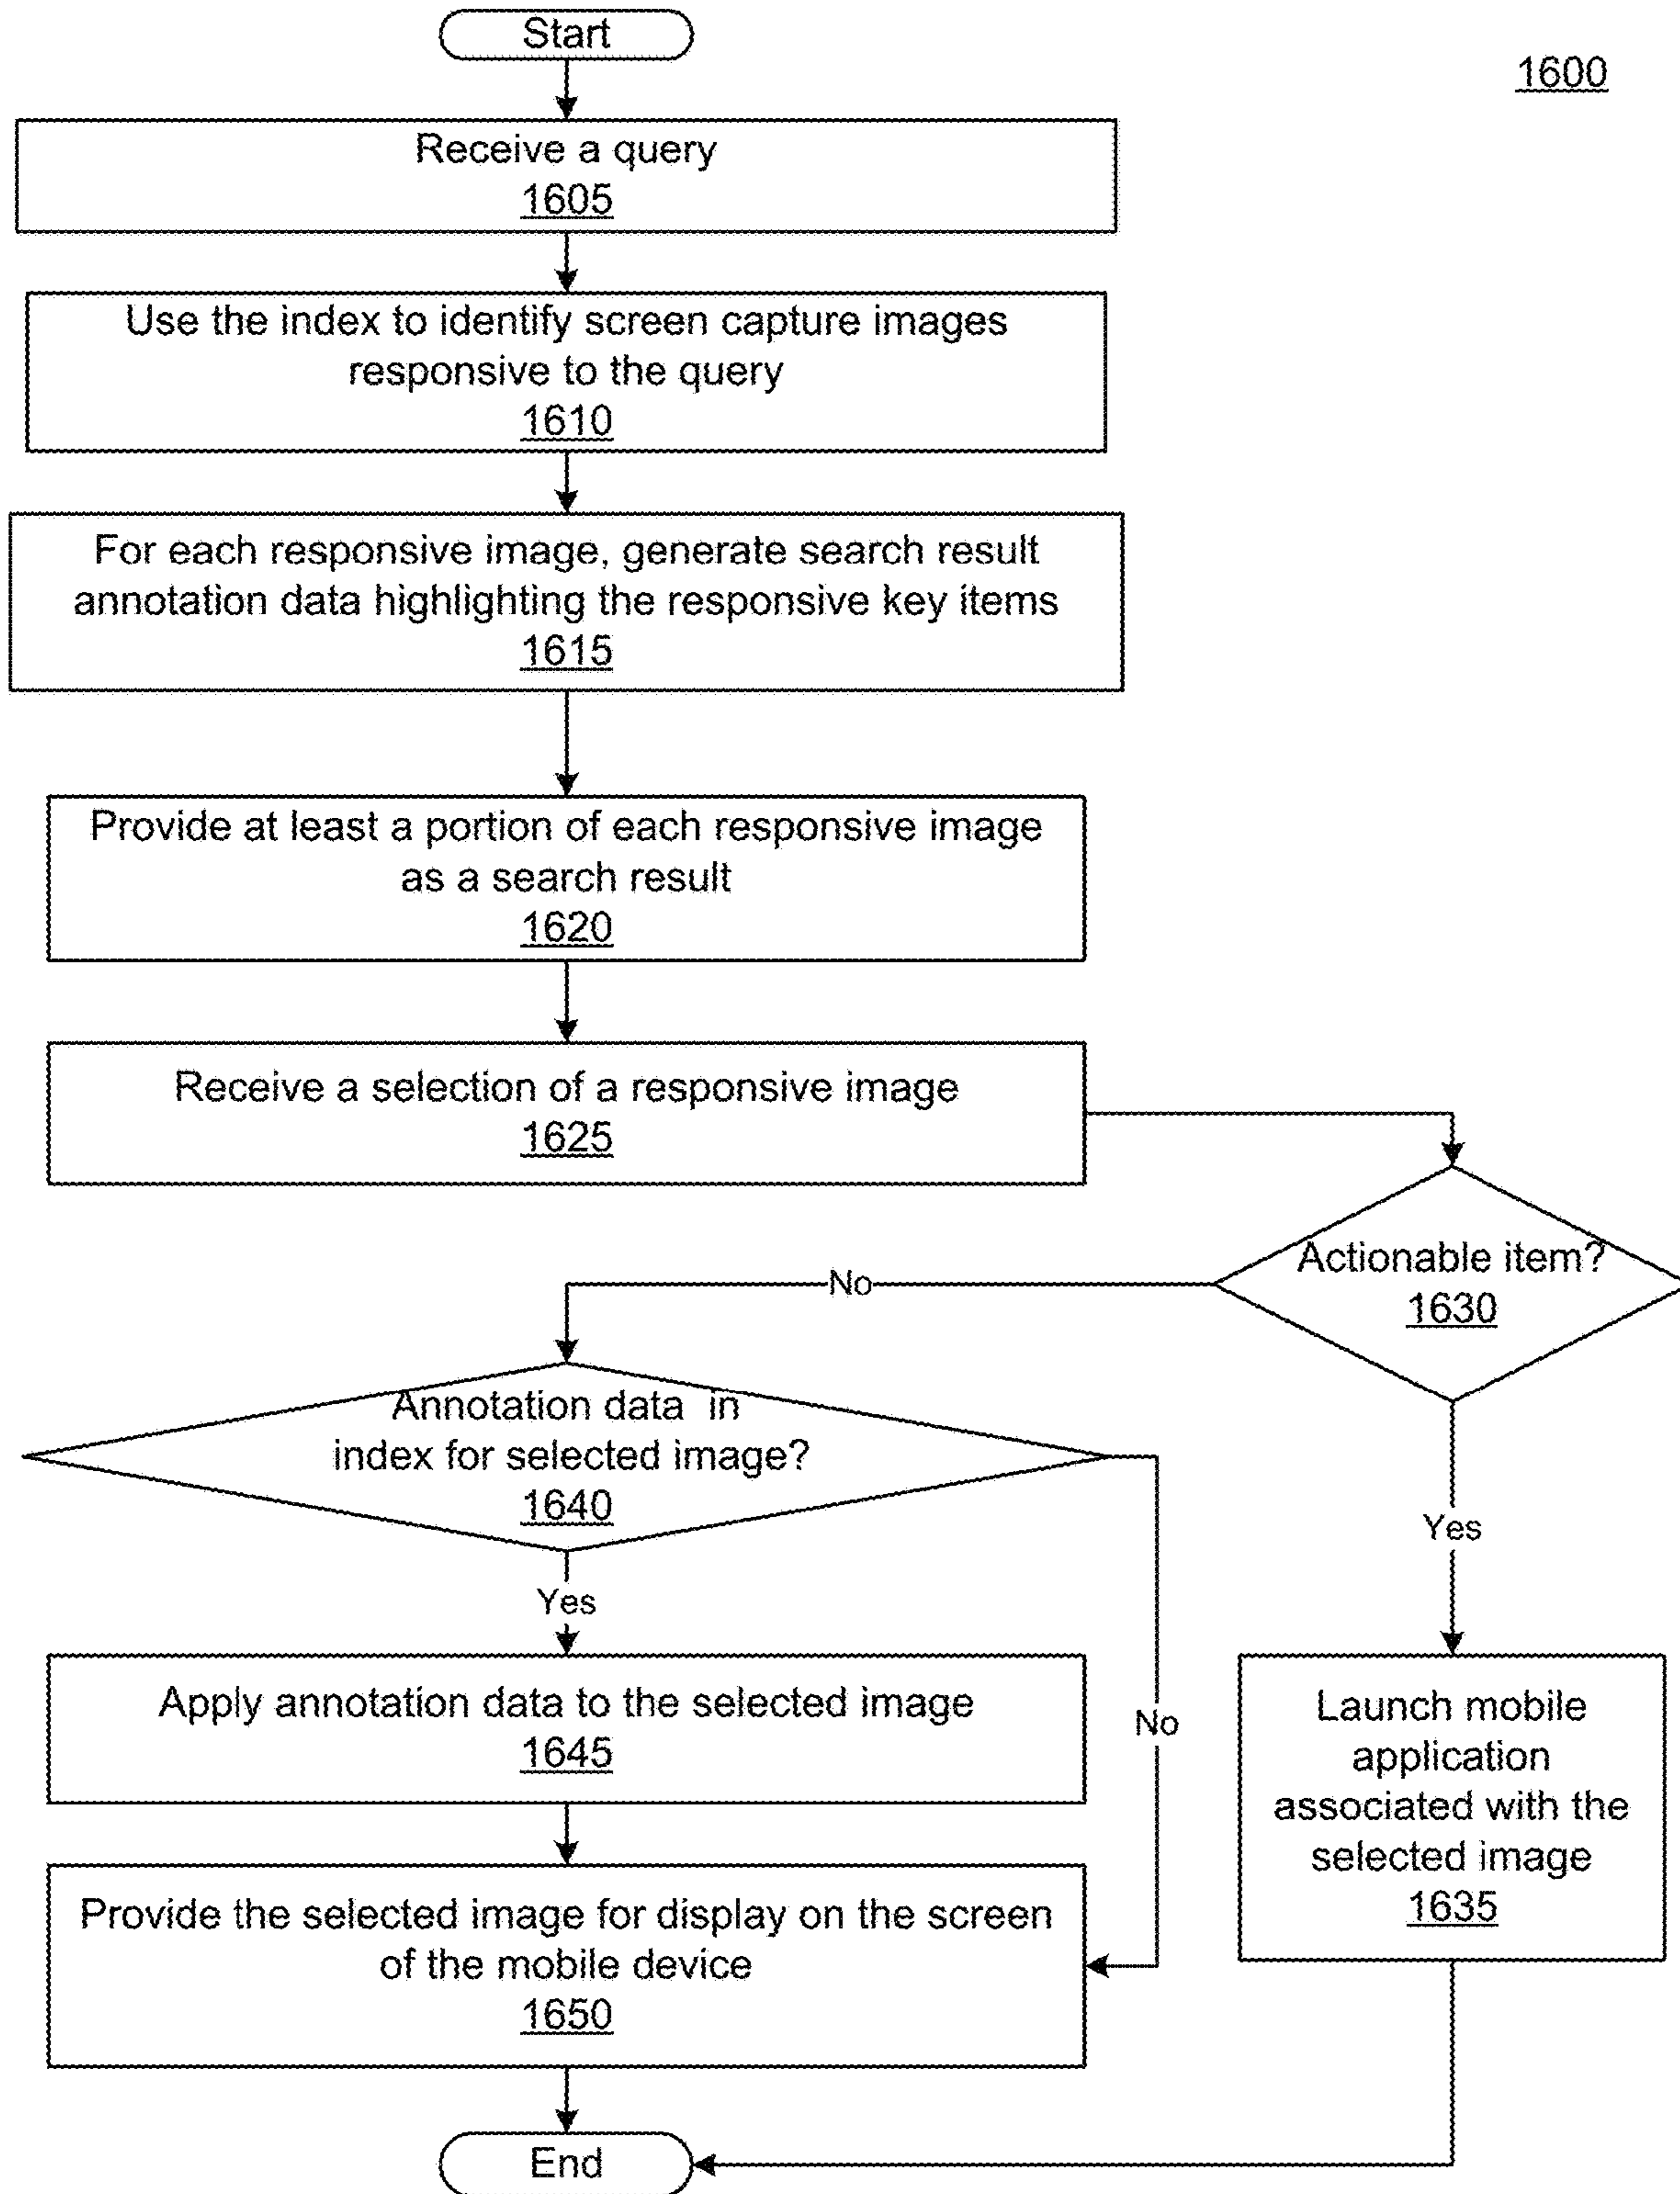 Start
1600
Receive a query
1605
Use the index to identify screen capture images
responsive to the query
1610
For each responsive image, generate search result
annotation data highlighting the responsive key items
1615
Provide at least a portion of each responsive image
as a search result
1620
Receive a selection of a responsive image
1625
Actionable item?
1630
No
Annotation data in
index for selected image?
1640
Yes
Yes
Apply annotation data to the selected image
1645
No
Launch mobile
application
associated with the
selected image
1635
Provide the selected image for display on the screen
of the mobile device
1650
End